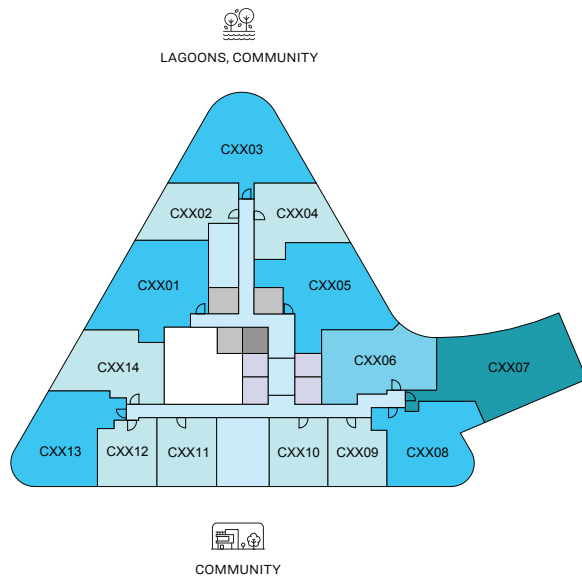 LAGOONS, COMMUNITY
CXX03
CXX02
CXX04
CXX01
CXX05
CXX14
CXX06
CXX07
CXX13
CXX12
CXX11
CXX10
CXX09
CXX08
COMMUNITY